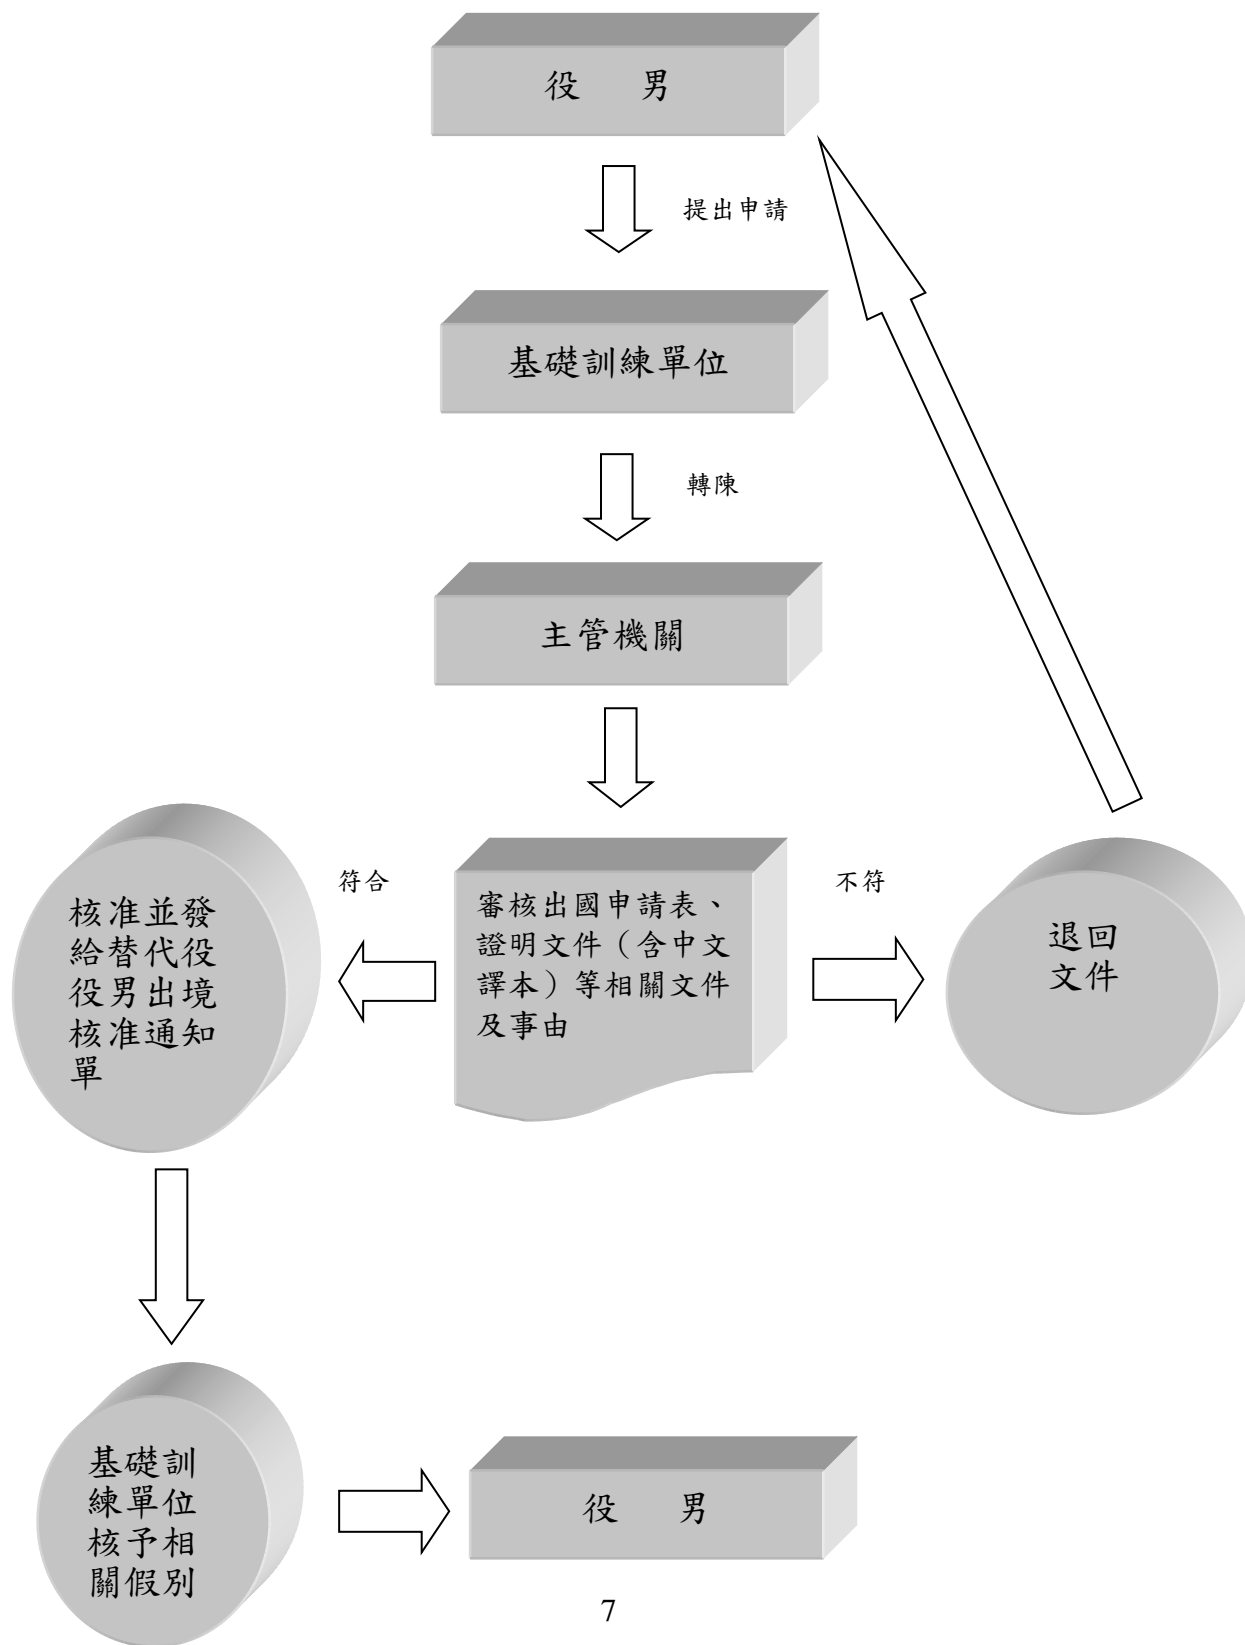 役 男
提出申請
基礎訓練單位
轉陳
主管機關
符合
審核出國申請表、
證明文件（含中文
譯本）等相關文件
及事由
不符
核准並發
給替代役
役男出境
核准通知
單
退回
文件
基礎訓
練單位
核予相
關假別
役 男
7